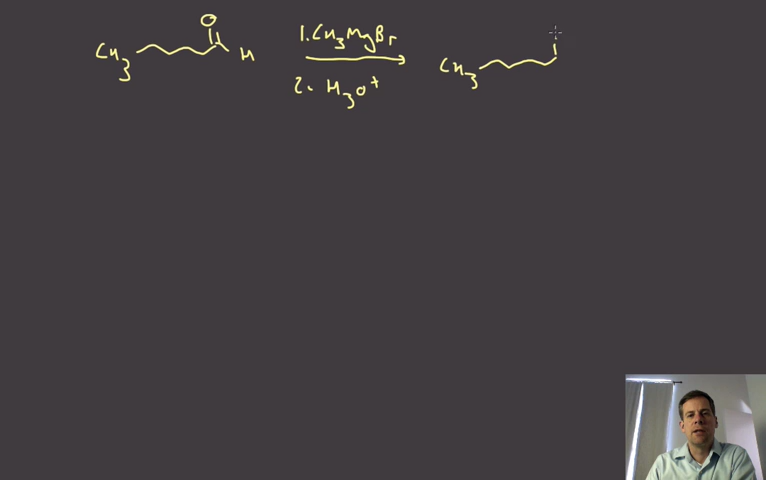 O
CH3 H
1. CH3MgBr
2. H3O+
CH3